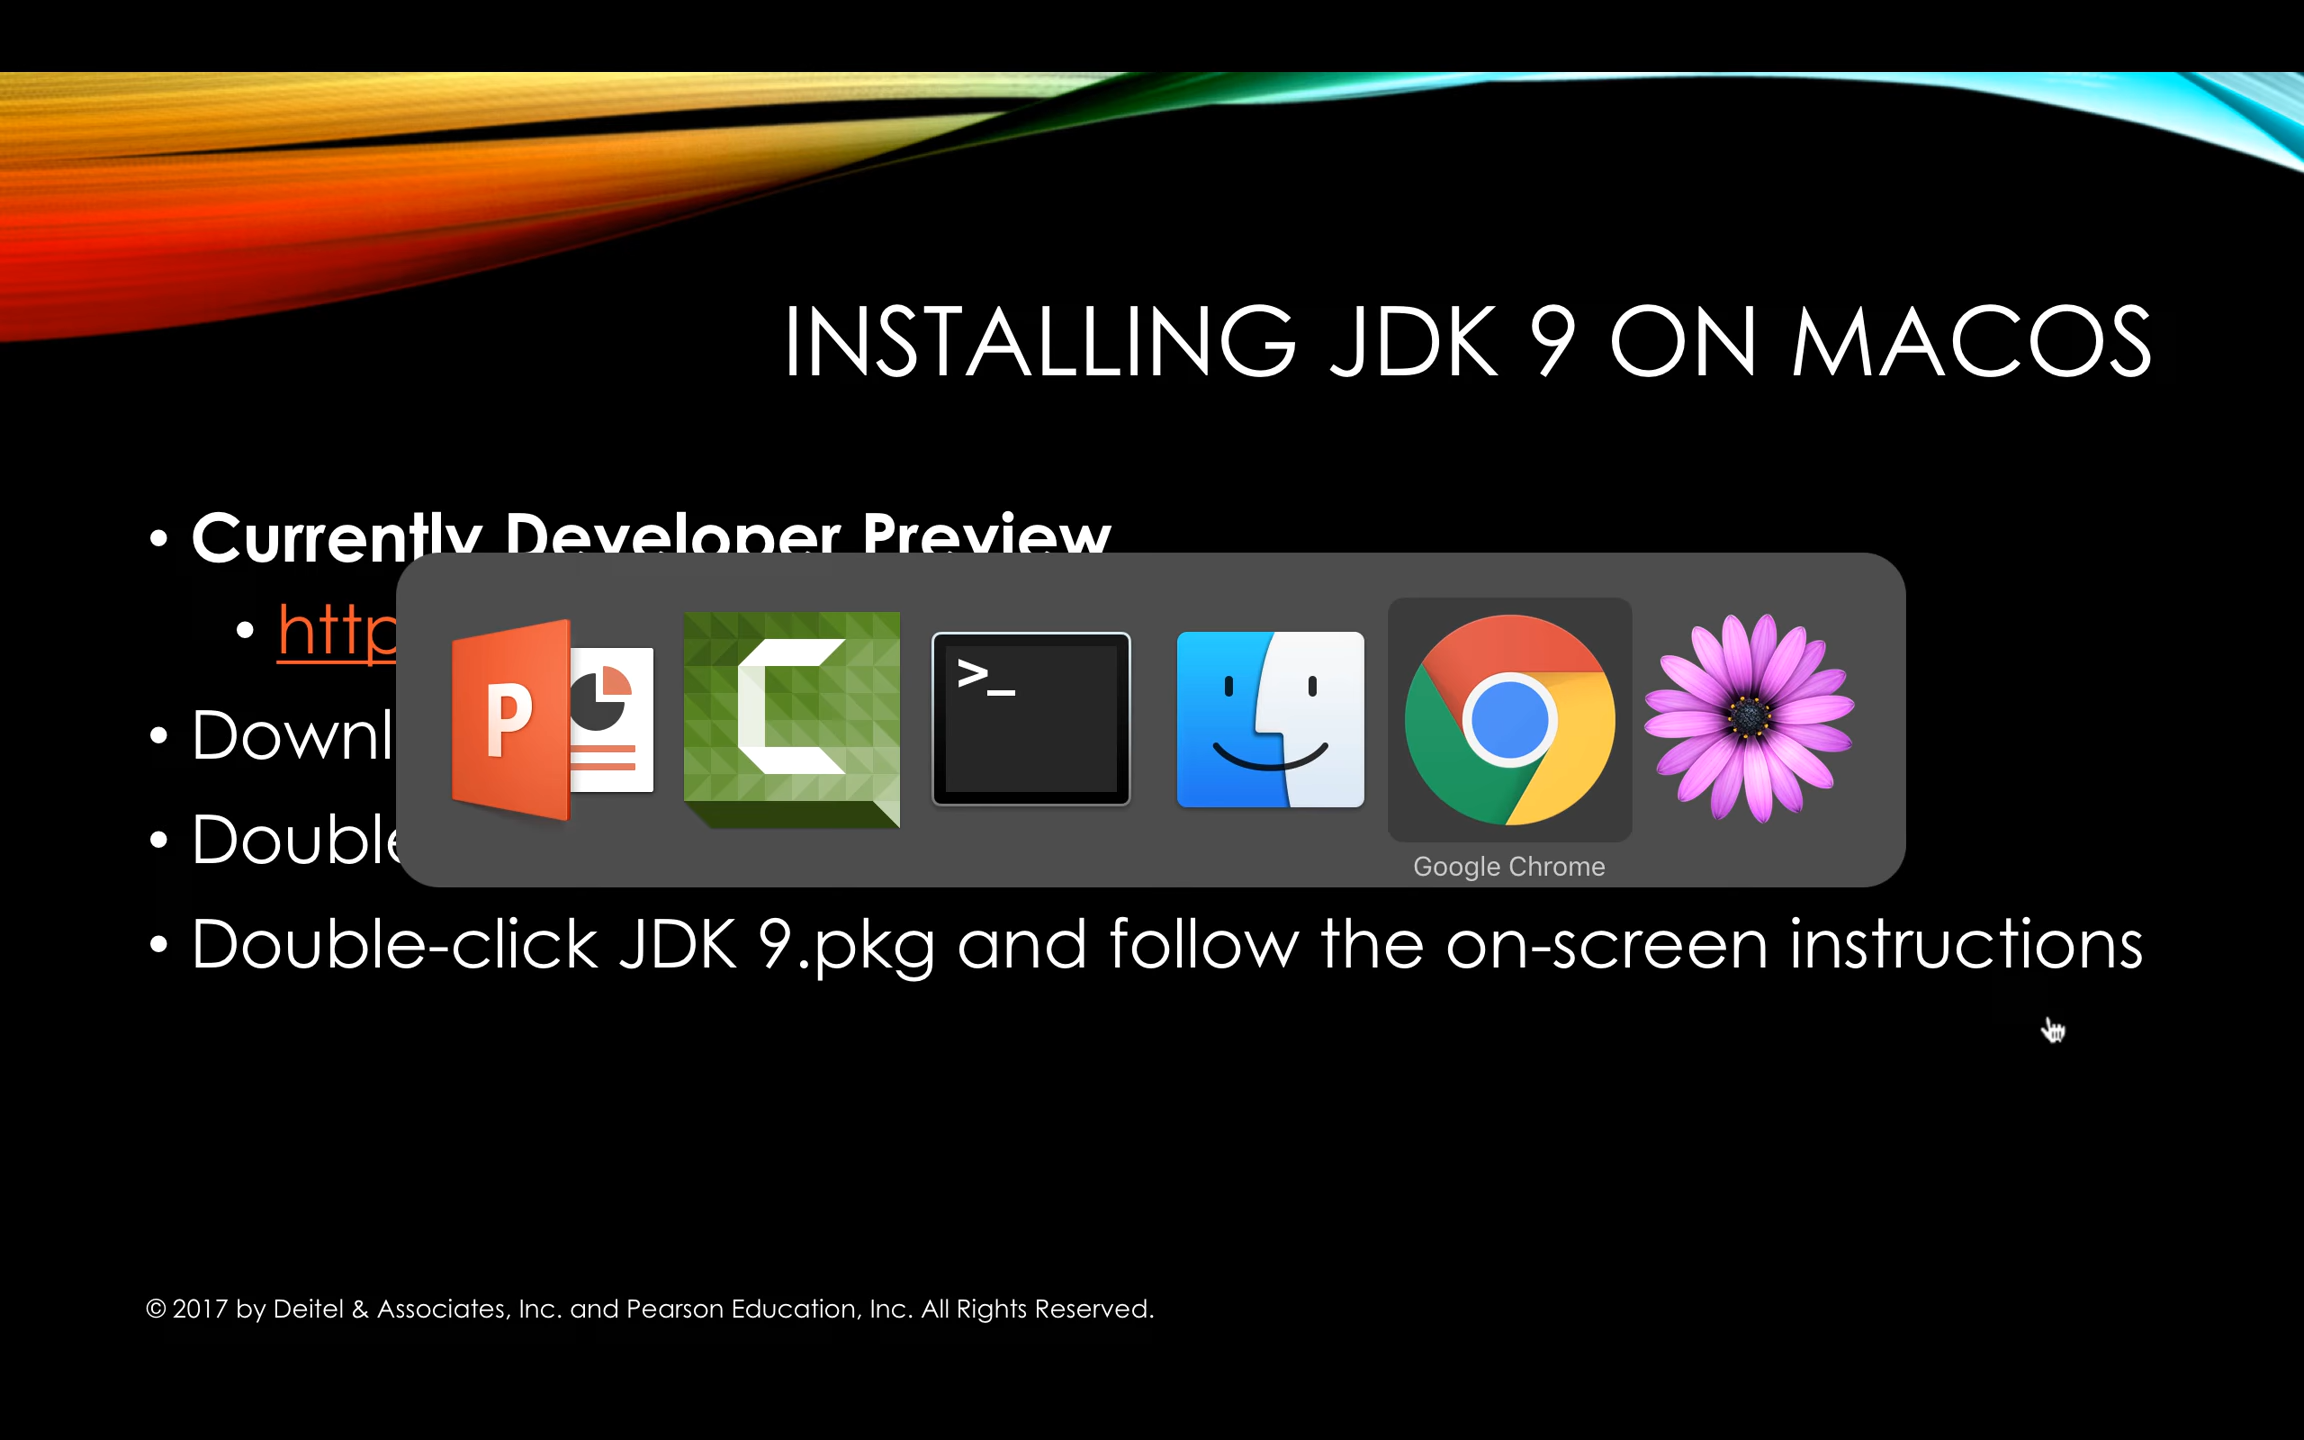 INSTALLING JDK 9 ON MACOS
• Currently Developer Preview
• http
• Downl
P
>_
• Double
Google Chrome
• Double-click JDK 9.pkg and follow the on-screen instructions
© 2017 by Deitel & Associates, Inc. and Pearson Education, Inc. All Rights Reserved.